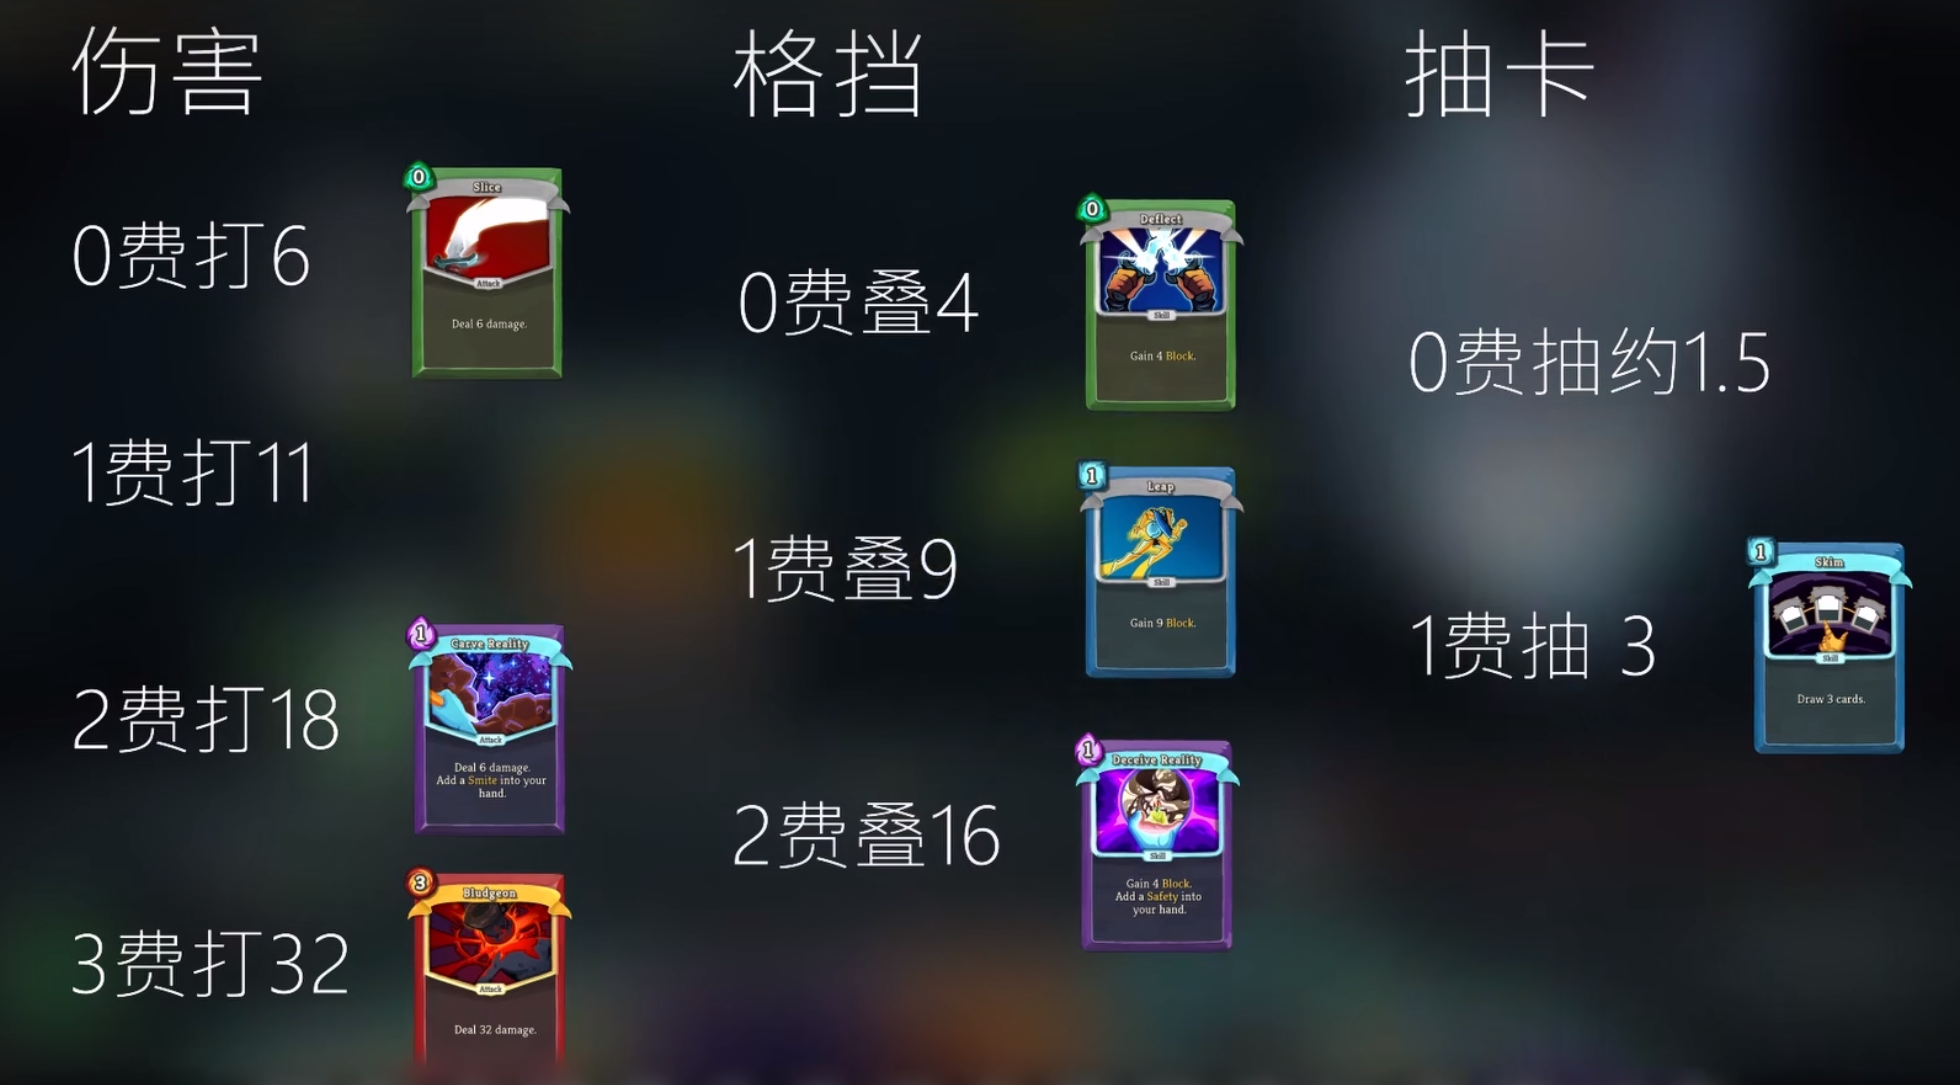 伤害
0费打6
0
Slice
Attack
Deal 6 damage.
1费打11
2费打18
1
Carve Reality
Attack
Deal 6 damage.
Add a Smite into your
hand.
3费打32
3
Bludgeon
Attack
Deal 32 damage.
格挡
0费叠4
0
Deflect
Skill
Gain 4 Block.
1费叠9
1
Leap
Skill
Gain 9 Block.
2费叠16
1
Deceive Reality
Skill
Gain 4 Block.
Add a Safety into
your hand.
抽卡
0费抽约1.5
1费抽 3
1
Skim
Skill
Draw 3 cards.